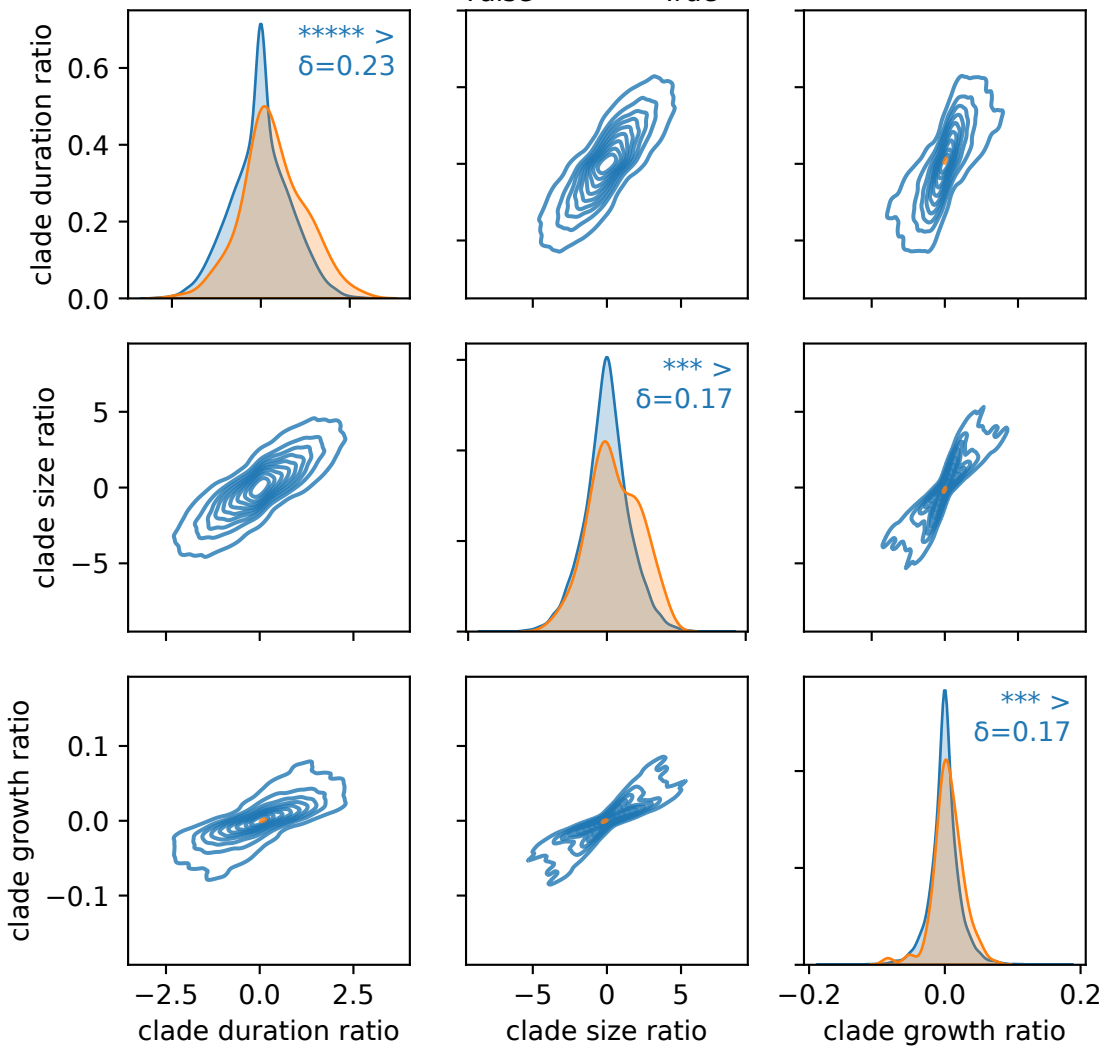 ***** >
δ=0.23
clade duration ratio
0.6
0.4
0.2
0.0
*** >
δ=0.17
clade size ratio
5
0
−5
*** >
δ=0.17
clade growth ratio
0.1
0.0
−0.1
−2.5 0.0 2.5
−5 0 5
−0.2 0.0 0.2
clade duration ratio
clade size ratio
clade growth ratio